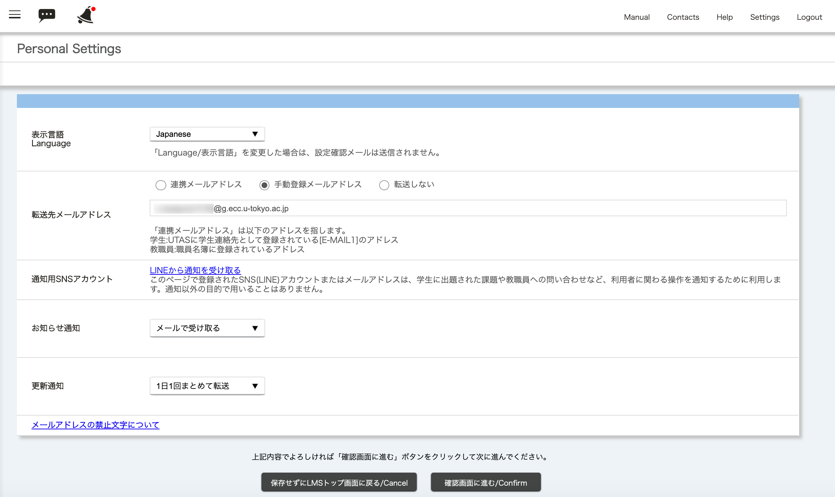 Manual Contacts Help Settings Logout
Personal Settings
表示言語
Language
Japanese ▼
「Language/表示言語」を変更した場合は、設定確認メールは送信されません。
連携メールアドレス 手動登録メールアドレス 転送しない
転送先メールアドレス
@g.ecc.u-tokyo.ac.jp
「連携メールアドレス」は以下のアドレスを指します。
学生:UTASに学生連絡先として登録されている[E-MAIL1]のアドレス
教職員:職員名簿に登録されているアドレス
通知用SNSアカウント
LINEから通知を受け取る
このページで登録されたSNS(LINE)アカウントまたはメールアドレスは、学生に出題された課題や教職員への問い合わせなど、利用者に関わる操作を通知するために利用しま
す。通知以外の目的で用いることはありません。
お知らせ通知
メールで受け取る ▼
更新通知
1日1回まとめて転送 ▼
メールアドレスの禁止文字について
上記内容でよろしければ「確認画面に進む」ボタンをクリックして次に進んでください。
保存せずにLMSトップ画面に戻る/Cancel 確認画面に進む/Confirm